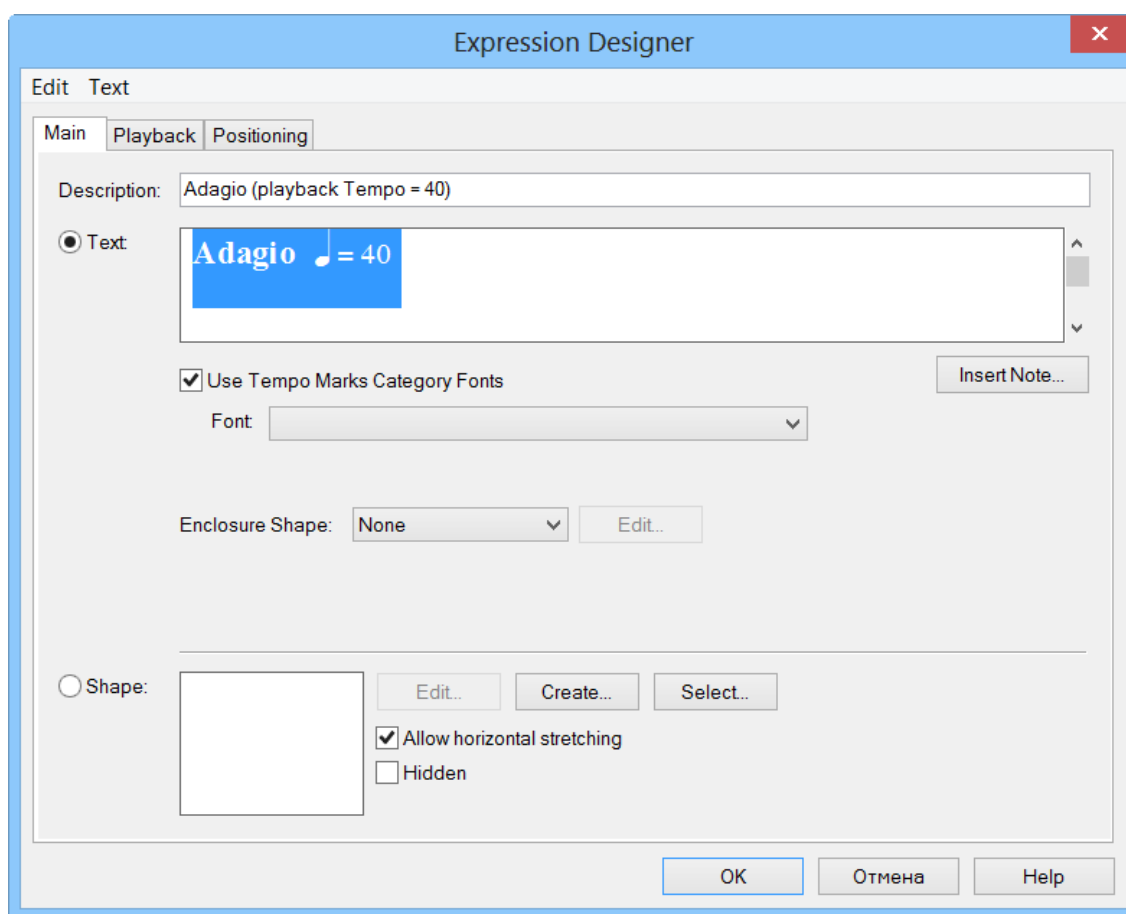 Expression Designer
Edit Text
Main Playback Positioning
Description: Adagio (playback Tempo = 40)
Text: Adagio ♩ = 40
Use Tempo Marks Category Fonts
Insert Note...
Font:
Enclosure Shape: None Edit...
Shape: Edit... Create... Select...
Allow horizontal stretching
Hidden
OK Отмена Help